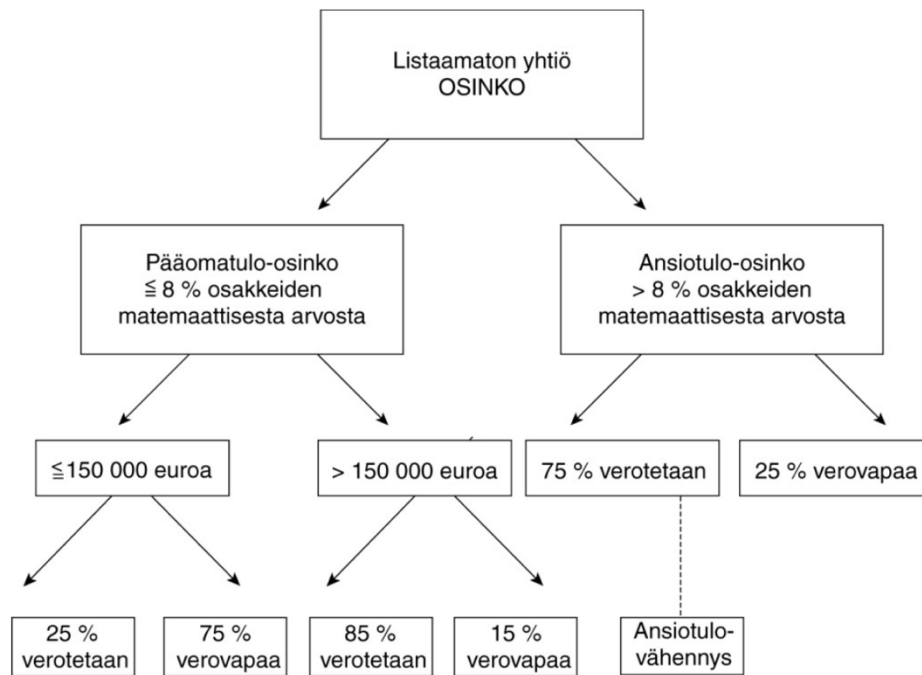 Listaamaton yhtiö
OSINKO
Pääomatulo-osinko
≦ 8 % osakkeiden
matemaattisesta arvosta
Ansiotulo-osinko
> 8 % osakkeiden
matemaattisesta arvosta
≦150 000 euroa
> 150 000 euroa
75 % verotetaan
25 % verovapaa
25 %
verotetaan
75 %
verovapaa
85 %
verotetaan
15 %
verovapaa
Ansiotulo-
vähennys